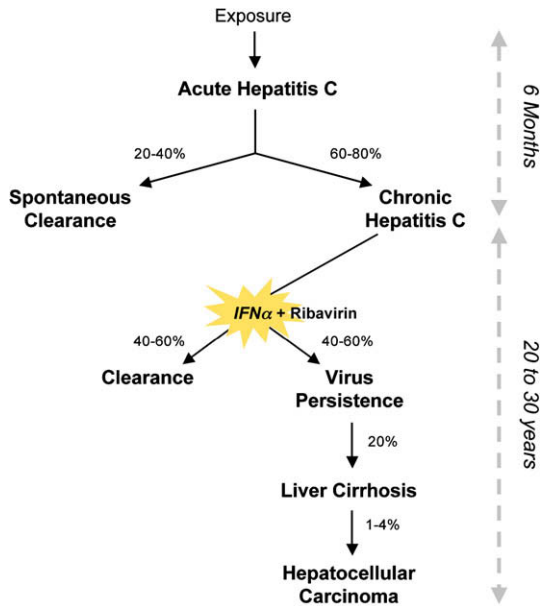 Exposure
Acute Hepatitis C
20-40%
60-80%
Spontaneous
Clearance
Chronic
Hepatitis C
6 Months
IFNα + Ribavirin
40-60%
40-60%
Clearance
Virus
Persistence
20%
Liver Cirrhosis
1-4%
Hepatocellular
Carcinoma
20 to 30 years